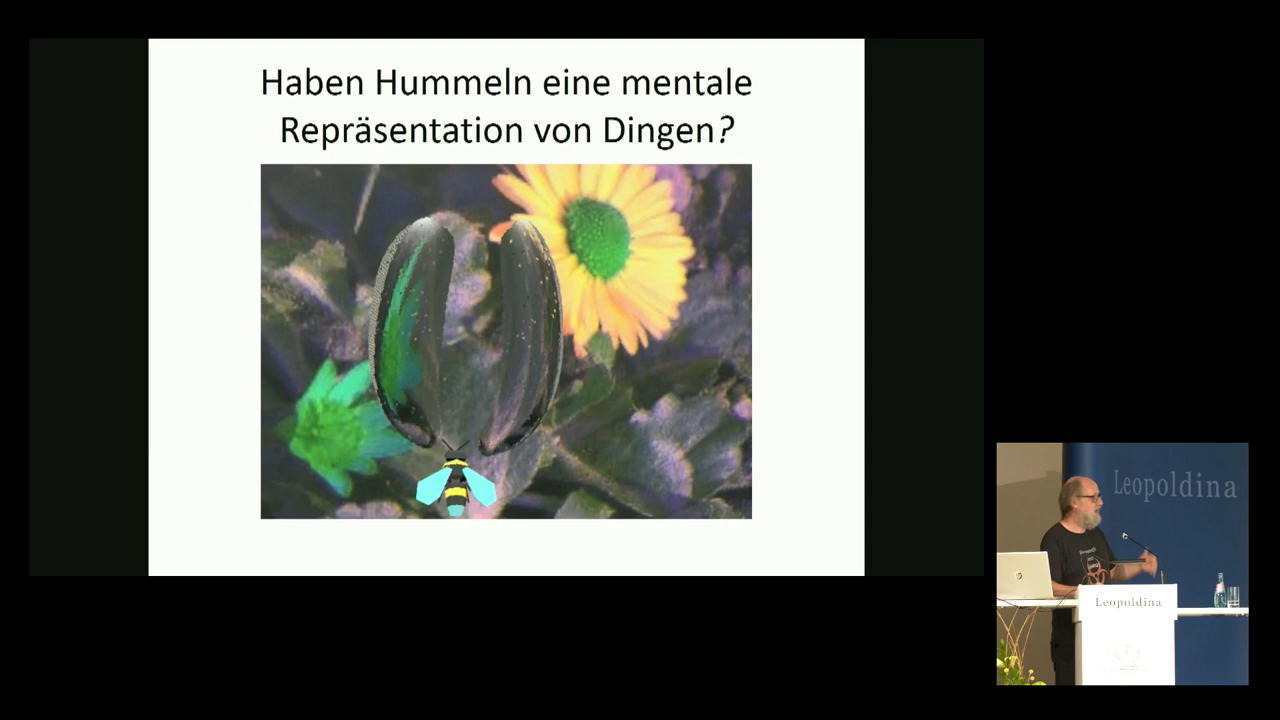 Haben Hummeln eine mentale
Repräsentation von Dingen?
Leopoldina
Leopoldina